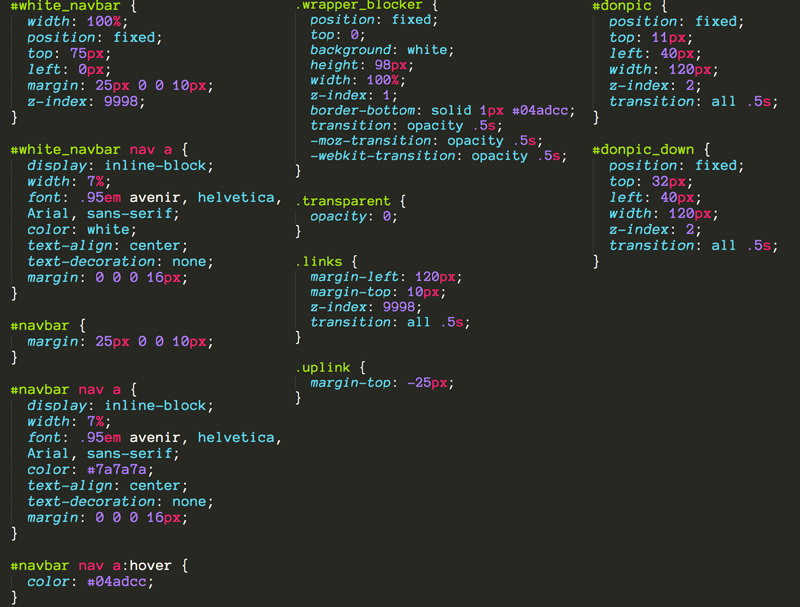 #white_navbar {
width: 100%;
position: fixed;
top: 75px;
left: 0px;
margin: 25px 0 0 10px;
z-index: 9998;
}
#white_navbar nav a {
display: inline-block;
width: 7%;
font: .95em avenir, helvetica,
Arial, sans-serif;
color: white;
text-align: center;
text-decoration: none;
margin: 0 0 0 16px;
}
#navbar {
margin: 25px 0 0 10px;
}
#navbar nav a {
display: inline-block;
width: 7%;
font: .95em avenir, helvetica,
Arial, sans-serif;
color: #7a7a7a;
text-align: center;
text-decoration: none;
margin: 0 0 0 16px;
}
#navbar nav a:hover {
color: #04adcc;
}
.wrapper_blocker {
position: fixed;
top: 0;
background: white;
height: 98px;
width: 100%;
z-index: 1;
border-bottom: solid 1px #04adcc;
transition: opacity .5s;
-moz-transition: opacity .5s;
-webkit-transition: opacity .5s;
}
.transparent {
opacity: 0;
}
.links {
margin-left: 120px;
margin-top: 10px;
z-index: 9998;
transition: all .5s;
}
.uplink {
margin-top: -25px;
}
#donpic {
position: fixed;
top: 11px;
left: 40px;
width: 120px;
z-index: 2;
transition: all .5s;
}
#donpic_down {
position: fixed;
top: 32px;
left: 40px;
width: 120px;
z-index: 2;
transition: all .5s;
}